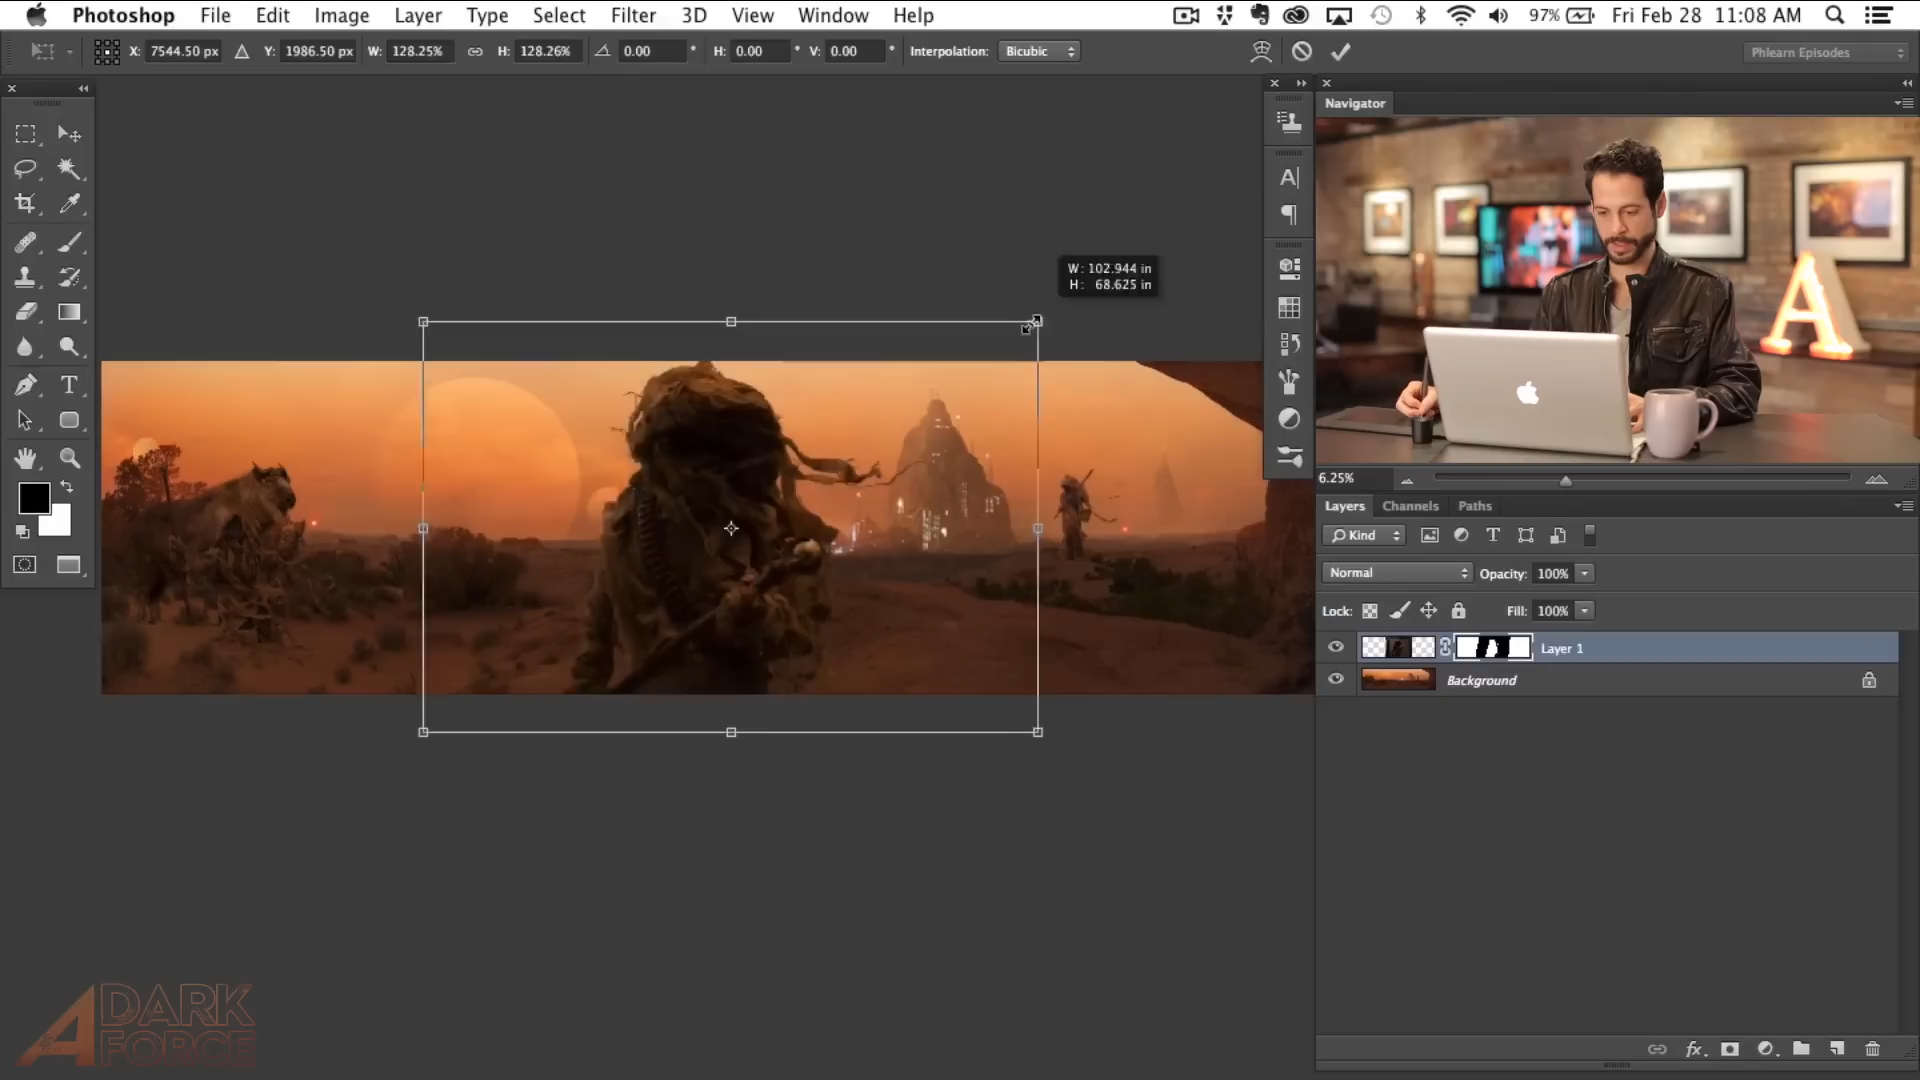 Photoshop File Edit Image Layer Type Select Filter 3D View Window Help 97% Fri Feb 28 11:08 AM
X: 7544.50 px Y: 1986.50 px W: 128.25% H: 128.26% 0.00 ° H: 0.00 ° V: 0.00 ° Interpolation: Bicubic Phlearn Episodes
Navigator
A
W: 102.944 in
H: 68.625 in
6.25%
Layers Channels Paths
Kind
Normal Opacity: 100%
Lock: Fill: 100%
Layer 1
Background
fx
A DARK
FORCE